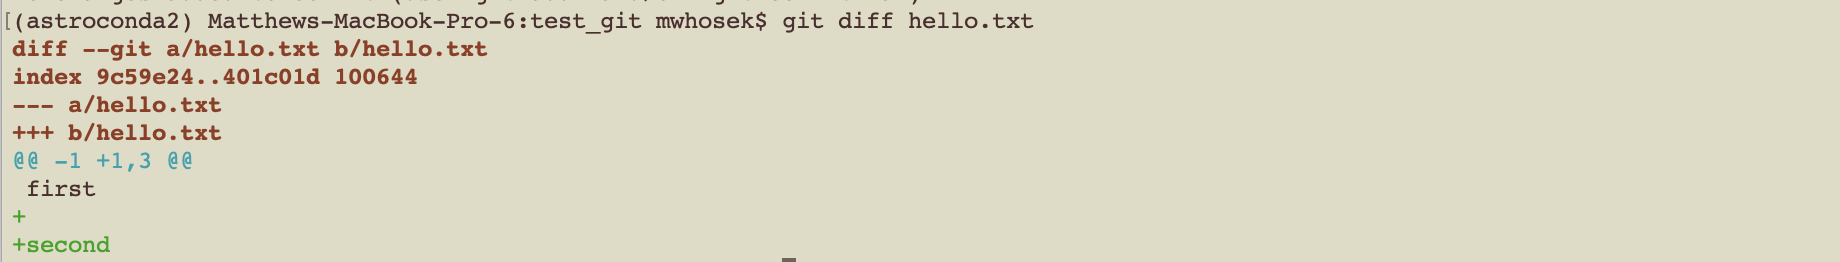 [(astroconda2) Matthews-MacBook-Pro-6:test_git mwhosek$ git diff hello.txt
diff --git a/hello.txt b/hello.txt
index 9c59e24..401c01d 100644
--- a/hello.txt
+++ b/hello.txt
@@ -1 +1,3 @@
 first
+
+second